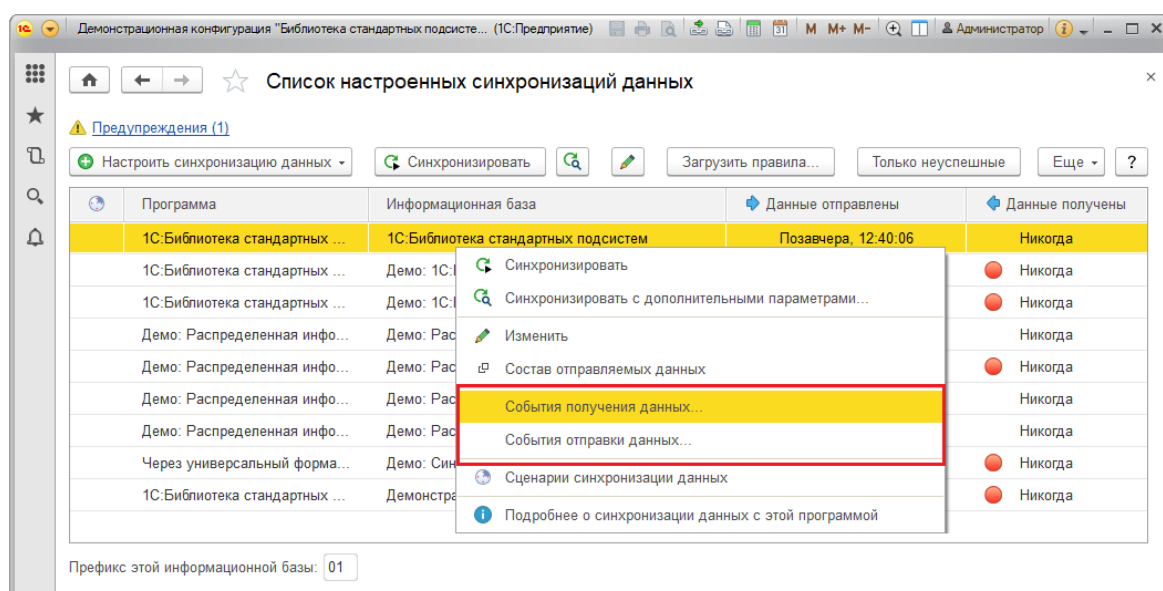 1С Демонстрационная конфигурация "Библиотека стандартных подсисте... (1С:Предприятие) 31 M M+ M- Администратор i
Список настроенных синхронизаций данных
Предупреждения (1)
Настроить синхронизацию данных Синхронизировать Загрузить правила... Только неуспешные Еще ?
Программа Информационная база Данные отправлены Данные получены
1С:Библиотека стандартных ... 1С:Библиотека стандартных подсистем Позавчера, 12:40:06 Никогда
1С:Библиотека стандартных ... Демо: 1С: Никогда
1С:Библиотека стандартных ... Демо: 1С: Никогда
Демо: Распределенная инфо... Демо: Рас Никогда
Демо: Распределенная инфо... Демо: Рас Никогда
Демо: Распределенная инфо... Демо: Рас Никогда
Демо: Распределенная инфо... Демо: Рас Никогда
Через универсальный форма... Демо: Син Никогда
1С:Библиотека стандартных ... Демонстра Никогда
Синхронизировать
Синхронизировать с дополнительными параметрами...
Изменить
Состав отправляемых данных
События получения данных...
События отправки данных...
Сценарии синхронизации данных
Подробнее о синхронизации данных с этой программой
Префикс этой информационной базы: 01